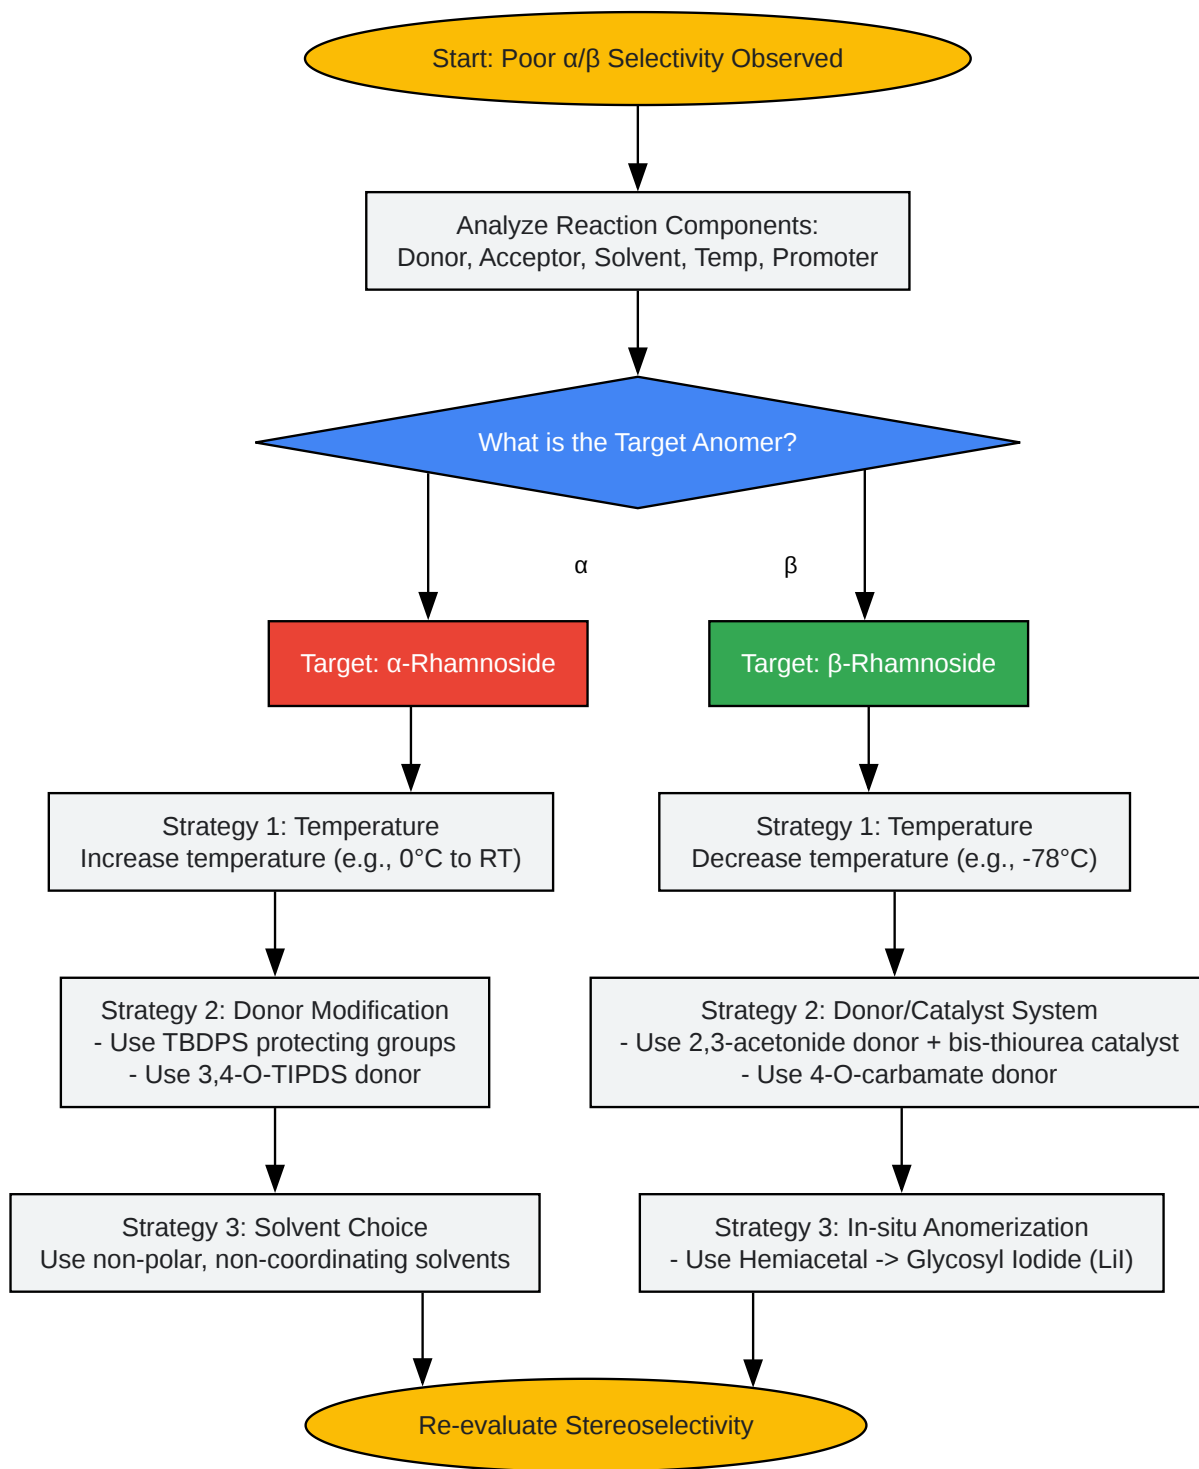 Start: Poor α/β Selectivity Observed
Analyze Reaction Components:
Donor, Acceptor, Solvent, Temp, Promoter
What is the Target Anomer?
α
β
Target: α-Rhamnoside
Target: β-Rhamnoside
Strategy 1: Temperature
Increase temperature (e.g., 0°C to RT)
Strategy 1: Temperature
Decrease temperature (e.g., -78°C)
Strategy 2: Donor Modification
- Use TBDPS protecting groups
- Use 3,4-O-TIPDS donor
Strategy 2: Donor/Catalyst System
- Use 2,3-acetonide donor + bis-thiourea catalyst
- Use 4-O-carbamate donor
Strategy 3: Solvent Choice
Use non-polar, non-coordinating solvents
Strategy 3: In-situ Anomerization
- Use Hemiacetal -> Glycosyl Iodide (LiI)
Re-evaluate Stereoselectivity